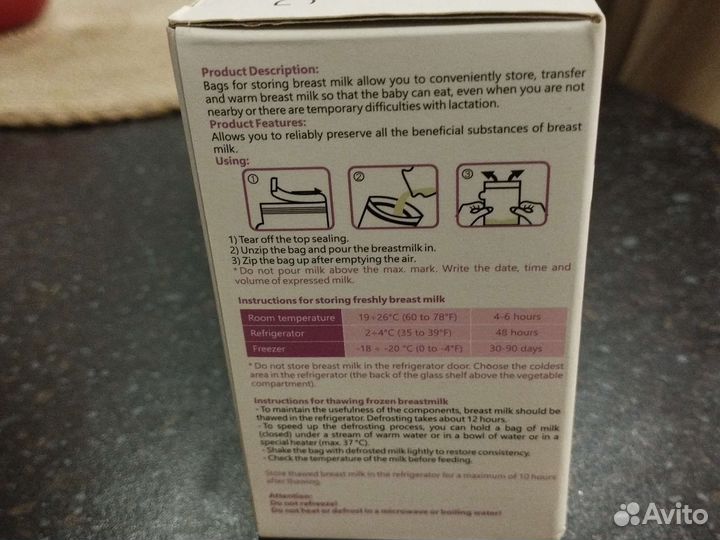 Product Description:
Bags for storing breast milk allow you to conveniently store, transfer
and warm breast milk so that the baby can eat, even when you are not
nearby or there are temporary difficulties with lactation.
Product Features:
Allows you to reliably preserve all the beneficial substances of breast
milk.
Using:
1 2 3
1) Tear off the top sealing.
2) Unzip the bag and pour the breastmilk in.
3) Zip the bag up after emptying the air.
*Do not pour milk above the max. mark. Write the date, time and
volume of expressed milk.
Instructions for storing freshly breast milk
Room temperature 19÷26°C (60 to 78°F) 4-6 hours
Refrigerator 2÷4°C (35 to 39°F) 48 hours
Freezer -18 ÷ -20 °C (0 to -4°F) 30-90 days
*Do not store breast milk in the refrigerator door. Choose the coldest
area in the refrigerator (the back of the glass shelf above the vegetable
compartment).
Instructions for thawing frozen breastmilk
- To maintain the usefulness of the components, breast milk should be
thawed in the refrigerator. Defrosting takes about 12 hours.
- To speed up the defrosting process, you can hold a bag of milk
(closed) under a stream of warm water or in a bowl of water or in a
special heater (max. 37 °C).
- Shake the bag with defrosted milk lightly to restore consistency.
- Check the temperature of the milk before feeding.
Store thawed breast milk in the refrigerator for a maximum of 10 hours
after thawing.
Attention:
Do not refreeze!
Do not heat or defrost in a microwave or boiling water!
Avito